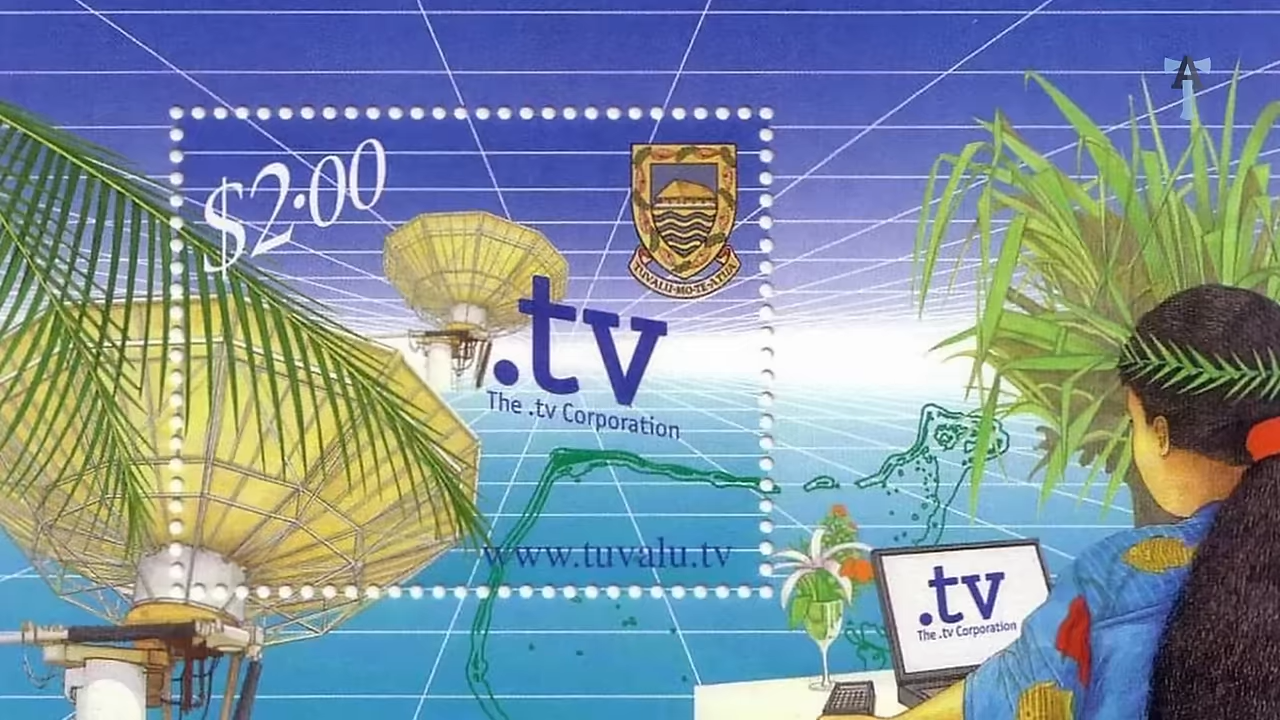 $2.00
TUVALU-MO-TE-ATUA
.tv
The .tv Corporation
www.tuvalu.tv
.tv
The .tv Corporation
A